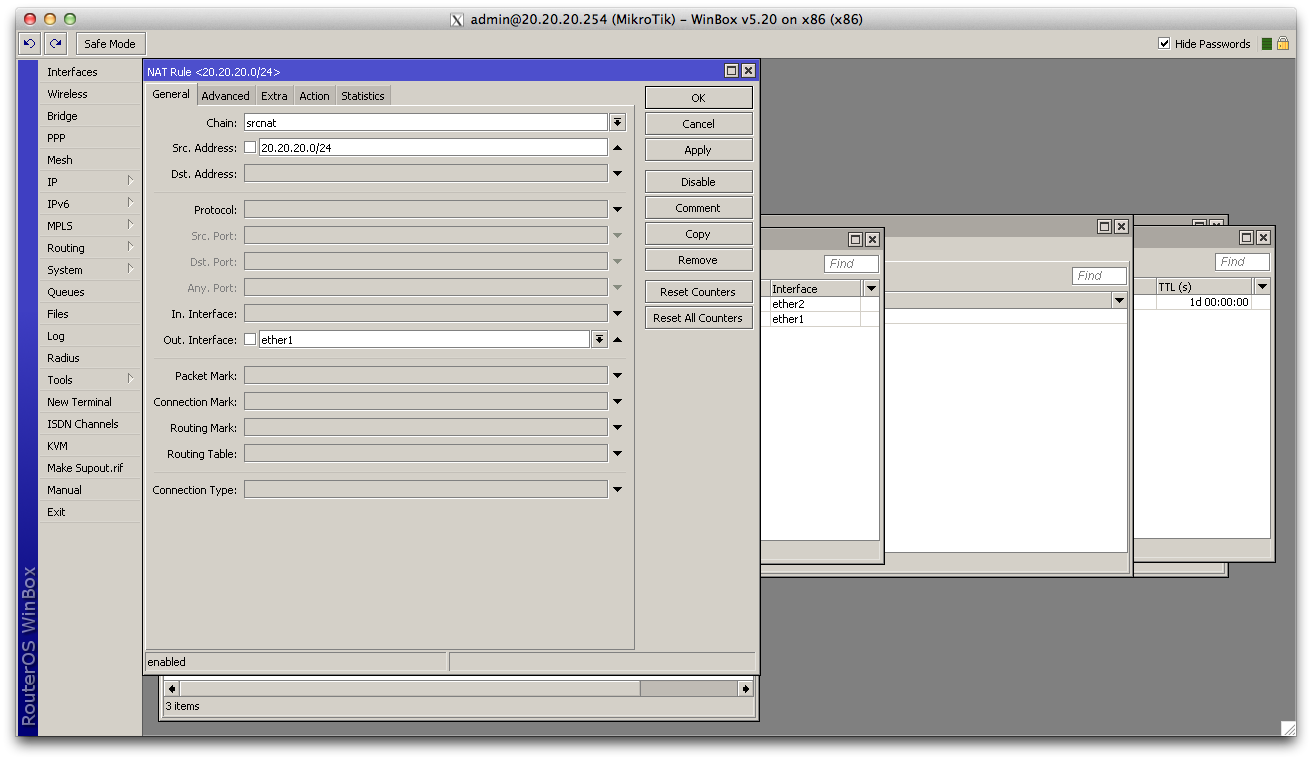 admin@20.20.20.254 (MikroTik) - WinBox v5.20 on x86 (x86)
Safe Mode
Hide Passwords
RouterOS WinBox
Interfaces
Wireless
Bridge
PPP
Mesh
IP
IPv6
MPLS
Routing
System
Queues
Files
Log
Radius
Tools
New Terminal
ISDN Channels
KVM
Make Supout.rif
Manual
Exit
NAT Rule <20.20.20.0/24>
General Advanced Extra Action Statistics
Chain: srcnat
Src. Address: 20.20.20.0/24
Dst. Address:
Protocol:
Src. Port:
Dst. Port:
Any. Port:
In. Interface:
Out. Interface: ether1
Packet Mark:
Connection Mark:
Routing Mark:
Routing Table:
Connection Type:
OK
Cancel
Apply
Disable
Comment
Copy
Remove
Reset Counters
Reset All Counters
enabled
3 items
Find
Interface
ether2
ether1
Find
Find
TTL (s)
1d 00:00:00